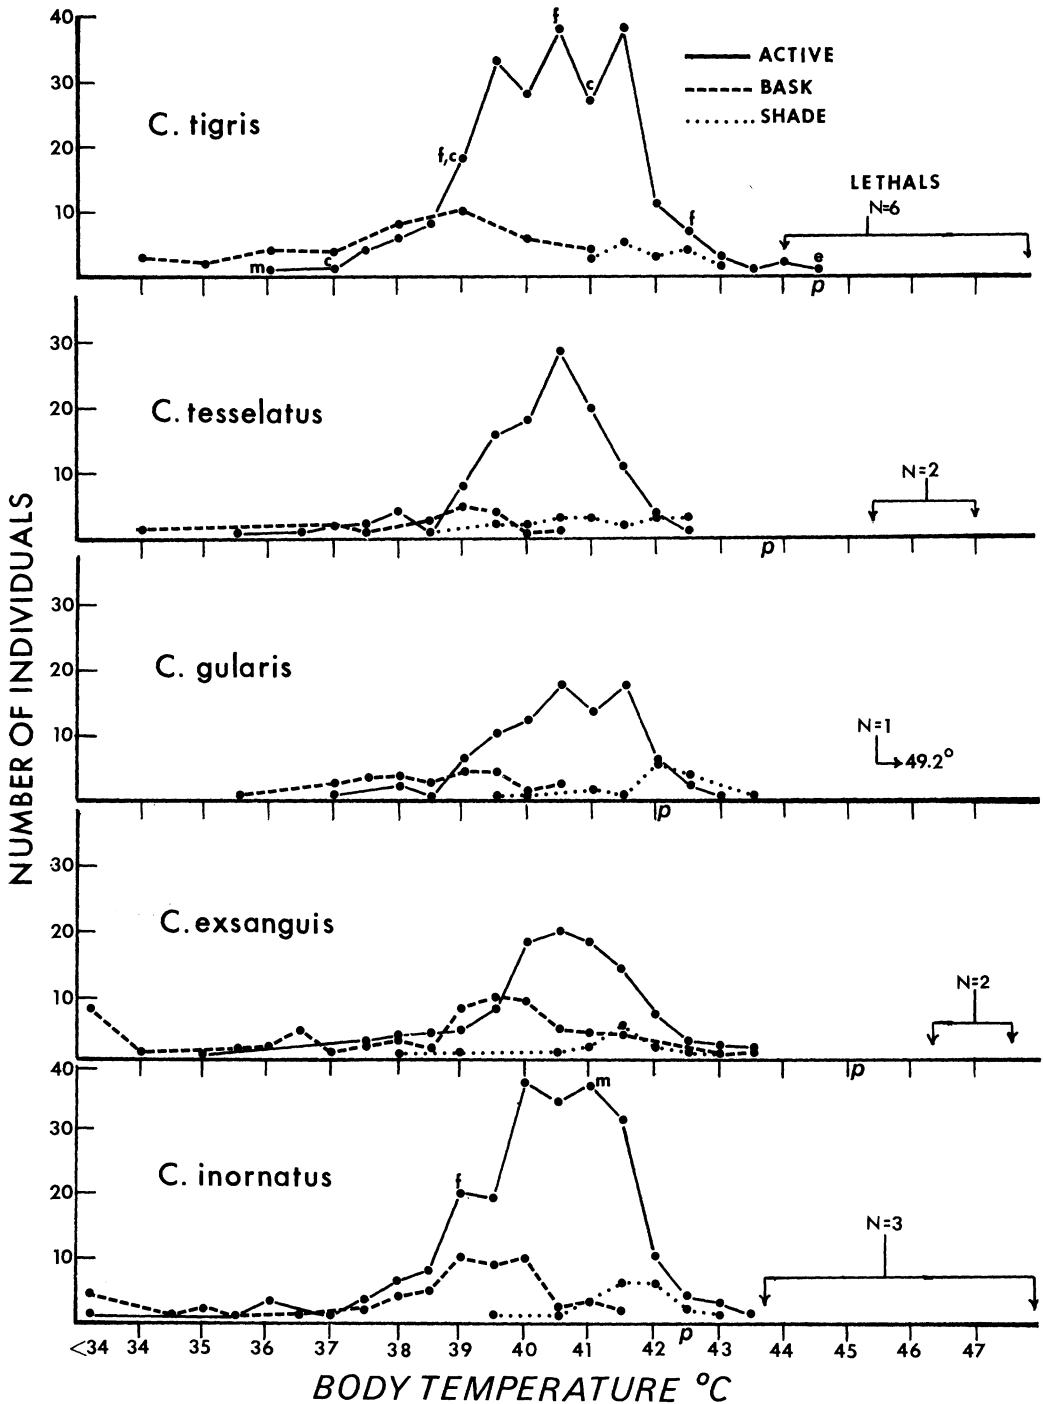 40
f
ACTIVE
30
c
BASK
SHADE
C. tigris
20
f,c
LETHALS
N=6
10
f
m
c
e
p
30
C. tesselatus
20
N=2
10
p
30
C. gularis
20
N=1
10
49.2°
p
30
C. exsanguis
20
N=2
10
p
40
m
30
C. inornatus
f
20
N=3
10
0
p
<34 34 35 36 37 38 39 40 41 42 43 44 45 46 47
NUMBER OF INDIVIDUALS
BODY TEMPERATURE °C